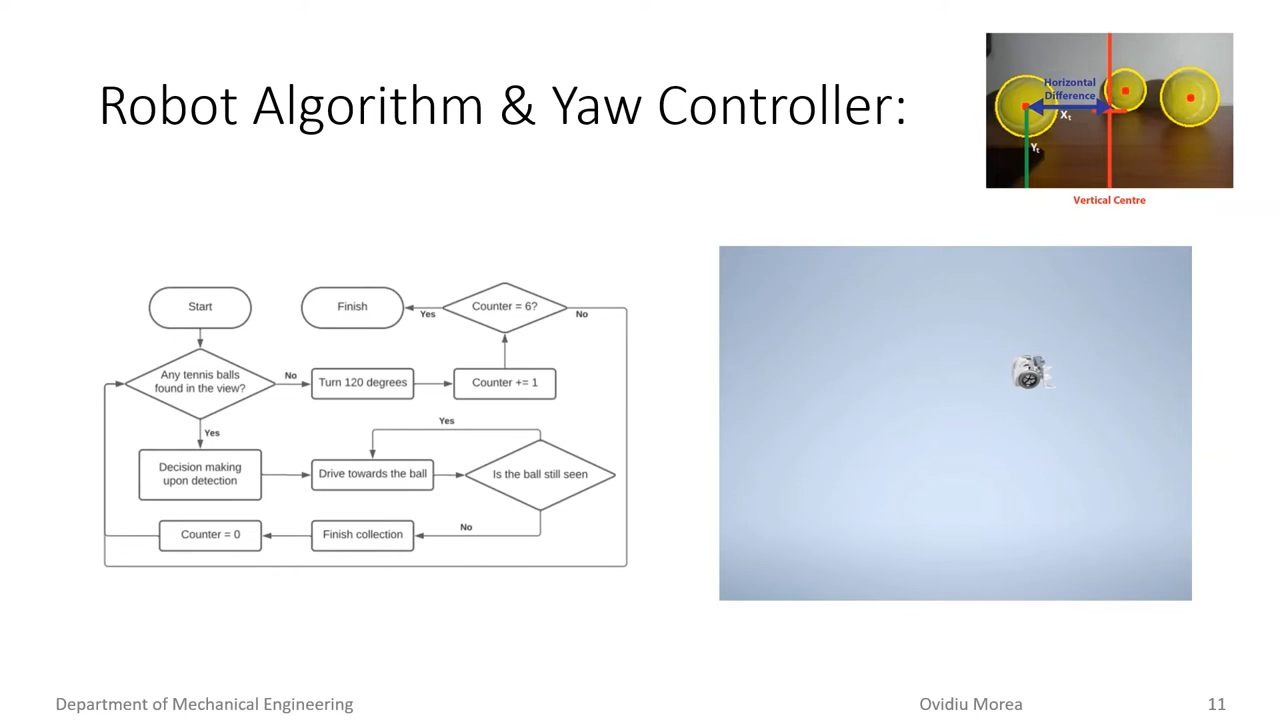 Robot Algorithm & Yaw Controller:
Horizontal
Difference
Xt
Yt
Vertical Centre
Start
Finish
Counter = 6?
Yes
No
Any tennis balls
found in the view?
No
Turn 120 degrees
Counter += 1
Yes
Yes
Decision making
upon detection
Drive towards the ball
Is the ball still seen
No
Counter = 0
Finish collection
Department of Mechanical Engineering
Ovidiu Morea
11